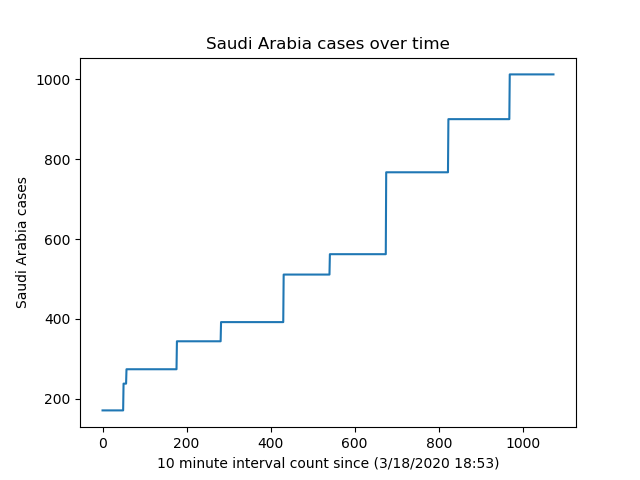 Saudi Arabia cases over time
Saudi Arabia cases
1000
800
600
400
200
0 200 400 600 800 1000
10 minute interval count since (3/18/2020 18:53)